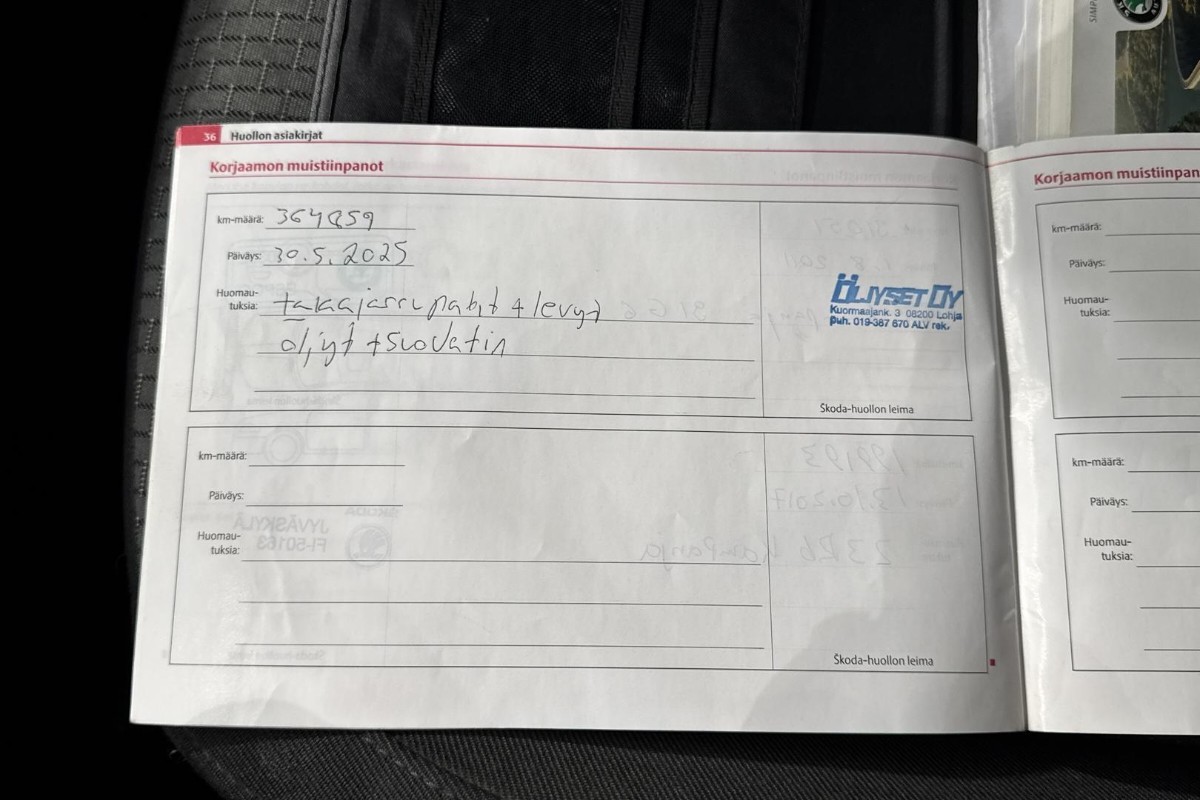 SIMP
36 Huollon asiakirjat
Korjaamon muistiinpanot
km-määrä: 364859
Päiväys: 30.5.2025
Huomau-
tuksia: takajarrupalat + levyt
öljyt + suodatin
ÖLJYSET OY
Kuormaajank. 3 08200 Lohja
puh. 019-387 670 ALV rek.
Škoda-huollon leima
km-määrä:
Päiväys:
Huomau-
tuksia:
Škoda-huollon leima
Korjaamon muistiinpan
km-määrä:
Päiväys:
Huomau-
tuksia:
km-määrä:
Päiväys:
Huomau-
tuksia: